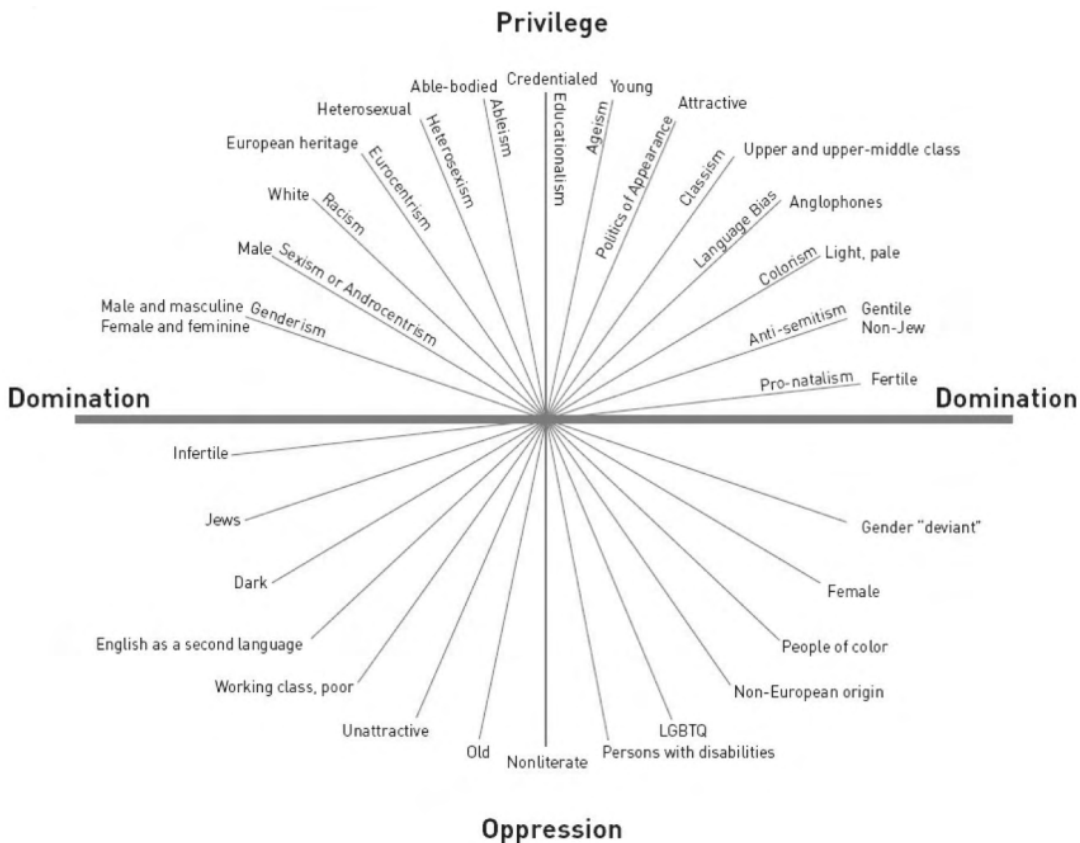 Privilege
Able-bodied
Credentialed
Young
Heterosexual
Attractive
European heritage
Upper and upper-middle class
White
Anglophones
Male
Light, pale
Male and masculine
Female and feminine
Gentile
Non-Jew
Fertile
Genderism
Sexism or Androcentrism
Racism
Eurocentrism
Heterosexism
Ableism
Educationalism
Ageism
Politics of Appearance
Classism
Language Bias
Colorism
Anti-semitism
Pro-natalism
Domination
Domination
Infertile
Jews
Dark
English as a second language
Working class, poor
Unattractive
Old
Nonliterate
Persons with disabilities
LGBTQ
Non-European origin
People of color
Female
Gender "deviant"
Oppression